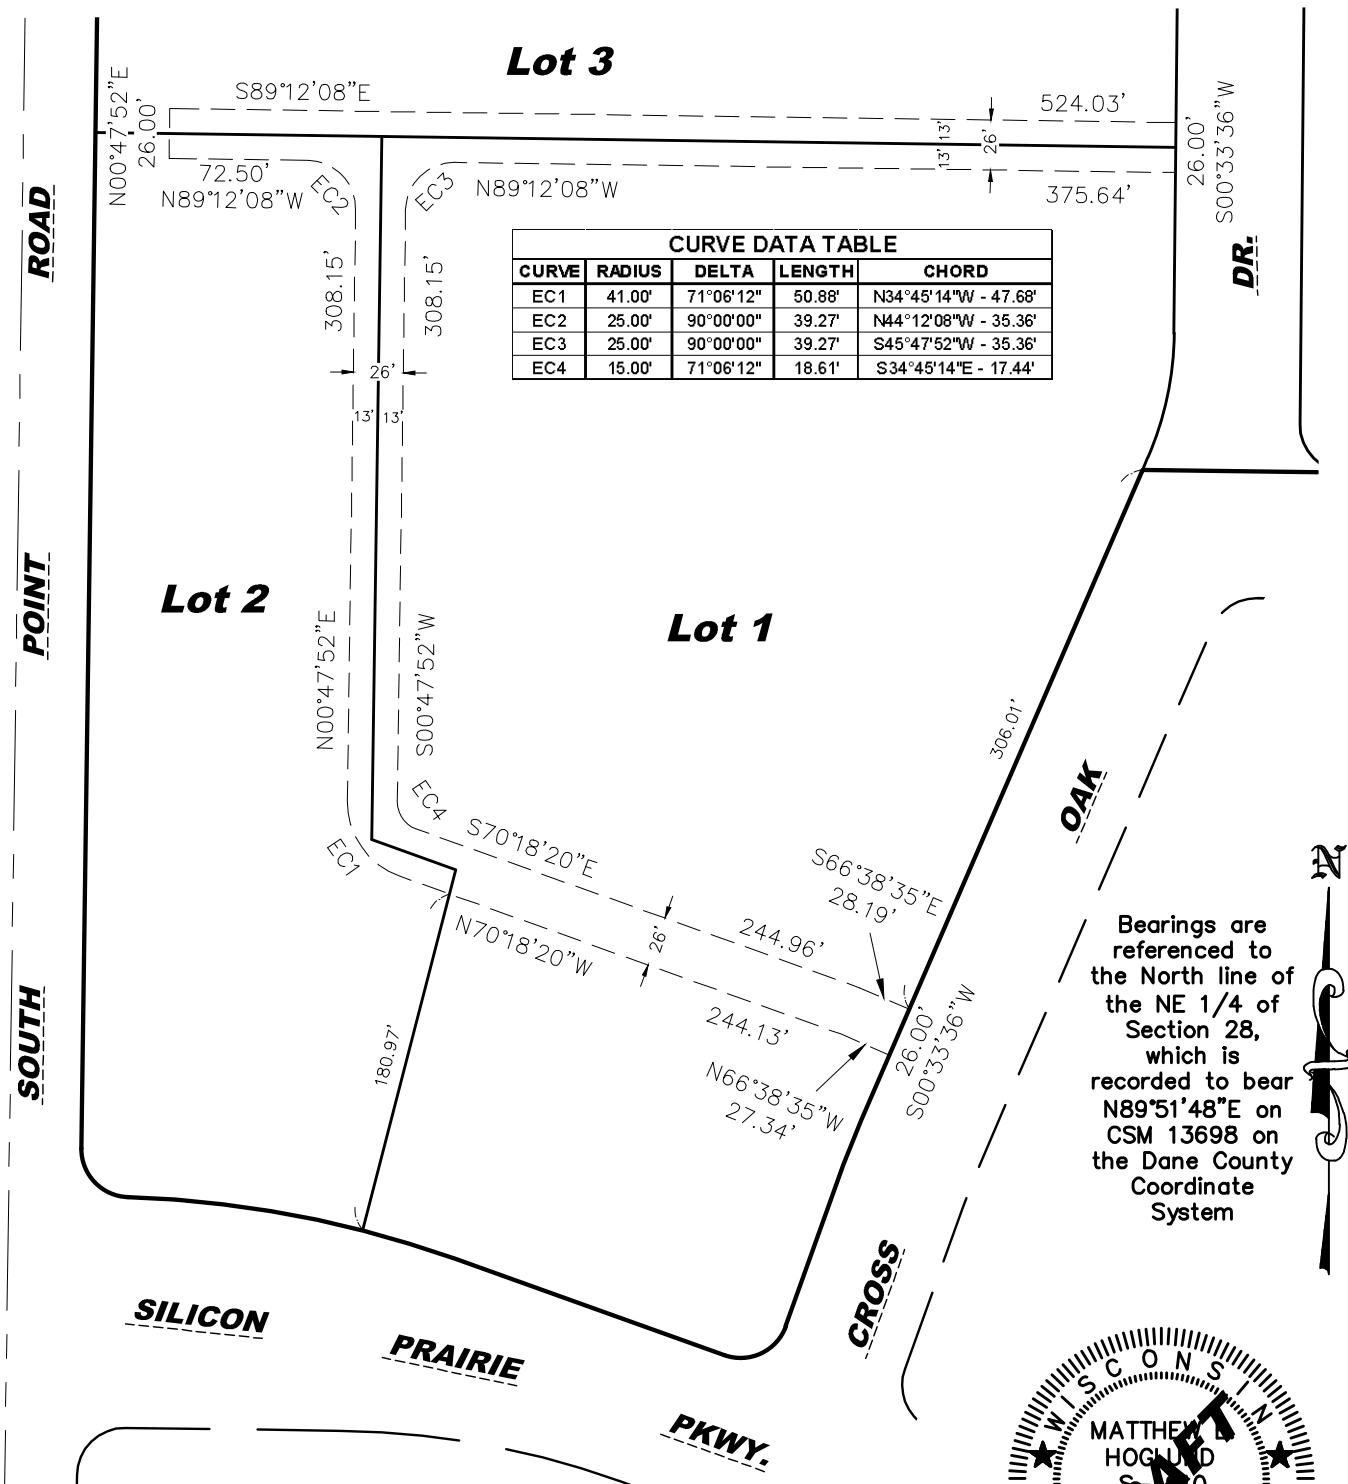 Lot 3
S89°12'08"E
524.03'
N00°47'52"E
26.00'
13'
13'
26'
13'
13'
26.00'
S00°33'36"W
72.50'
N89°12'08"W
EC2
EC3
N89°12'08"W
375.64'
ROAD
DR.
308.15'
308.15'
CURVE DATA TABLE
CURVE RADIUS DELTA LENGTH CHORD
EC1 41.00' 71°06'12" 50.88' N34°45'14"W - 47.68'
EC2 25.00' 90°00'00" 39.27' N44°12'08"W - 35.36'
EC3 25.00' 90°00'00" 39.27' S45°47'52"W - 35.36'
EC4 15.00' 71°06'12" 18.61' S34°45'14"E - 17.44'
26'
13'
13'
POINT
Lot 2
Lot 1
N00°47'52"E
S00°47'52"W
306.01'
OAK
EC4
EC1
S70°18'20"E
S66°38'35"E
28.19'
N
N70°18'20"W
26'
244.96'
244.13'
26.00'
S00°33'36"W
N66°38'35"W
27.34'
180.97'
SOUTH
Bearings are
referenced to
the North line of
the NE 1/4 of
Section 28,
which is
recorded to bear
N89°51'48"E on
CSM 13698 on
the Dane County
Coordinate
System
SILICON
PRAIRIE
PKWY.
CROSS
WISCONSIN
MATTHEW
HOGLUND